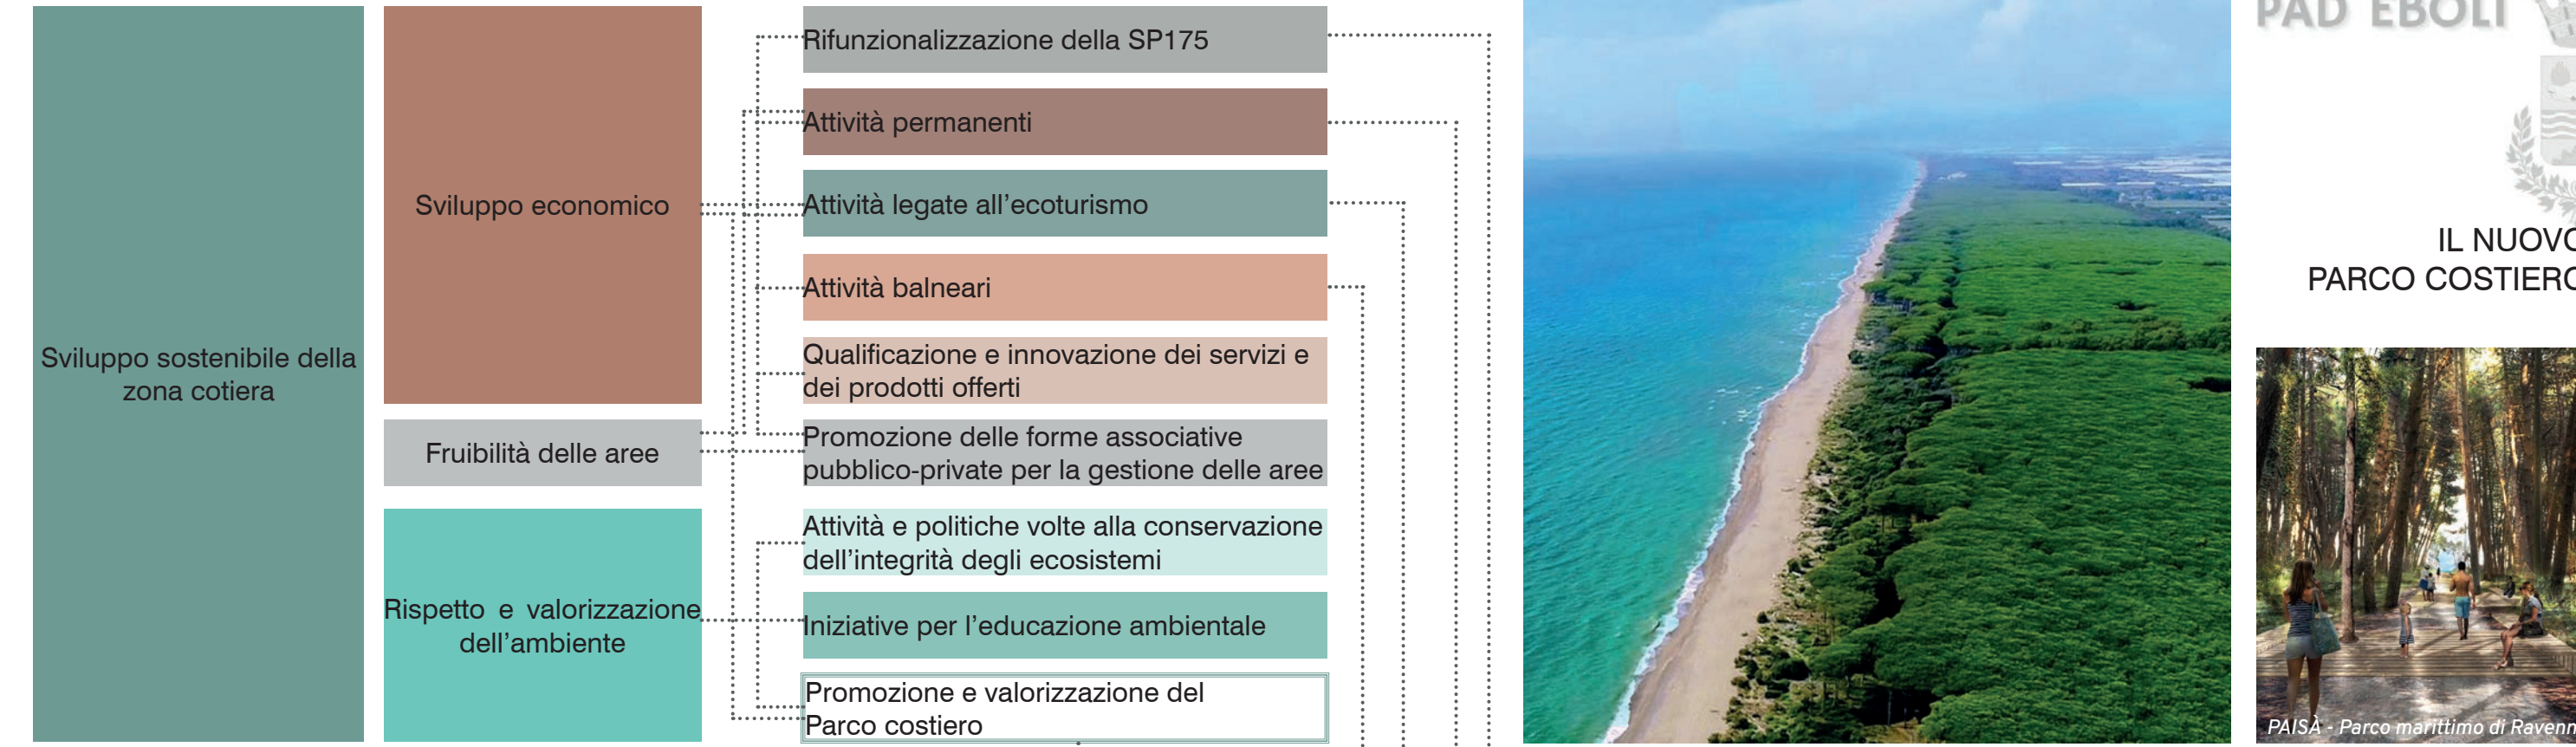 Sviluppo sostenibile della
zona cotiera
Sviluppo economico
Fruibilità delle aree
Rispetto e valorizzazione
dell’ambiente
Rifunzionalizzazione della SP175
Attività permanenti
Attività legate all’ecoturismo
Attività balneari
Qualificazione e innovazione dei servizi e
dei prodotti offerti
Promozione delle forme associative
pubblico-private per la gestione delle aree
Attività e politiche volte alla conservazione
dell’integrità degli ecosistemi
Iniziative per l’educazione ambientale
Promozione e valorizzazione del
Parco costiero
PAD EBOLI
IL NUOVO
PARCO COSTIERO
PAISÀ - Parco marittimo di Ravenn